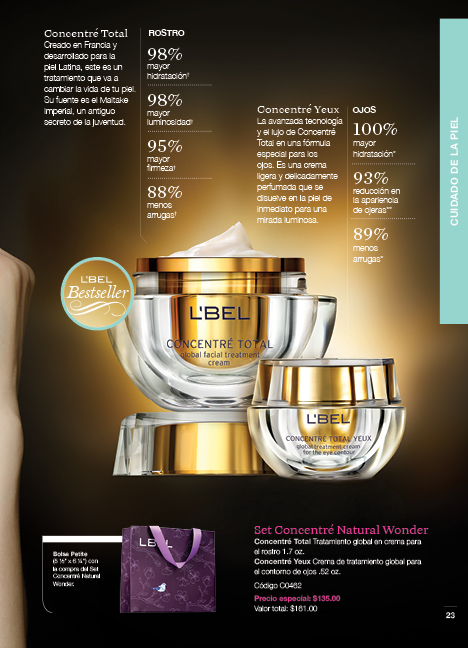 Concentré Total
Creado en Francia y
desarrollado para la
piel Latina, este es un
tratamiento que va a
cambiar la vida de tu piel.
Su fuente es el Maitake
Imperial, un antiguo
secreto de la juventud.
ROSTRO
98%
mayor
hidratación†
98%
mayor
luminosidad†
95%
mayor
firmeza†
88%
menos
arrugas†
Concentré Yeux
La avanzada tecnología
y el lujo de Concentré
Total en una fórmula
especial para los
ojos. Es una crema
ligera y delicadamente
perfumada que se
disuelve en la piel de
inmediato para una
mirada luminosa.
OJOS
100%
mayor
hidratación*
93%
reducción en
la apariencia
de ojeras**
89%
menos
arrugas*
CUIDADO DE LA PIEL
L'BEL
Bestseller
L'BEL
CONCENTRÉ TOTAL
global facial treatment
cream
L'BEL
CONCENTRÉ TOTAL YEUX
global treatment cream
for the eye contour
Bolsa Petite
(5 ½" x 6 ¼") con
la compra del Set
Concentré Natural
Wonder.
L'BEL
Set Concentré Natural Wonder
Concentré Total Tratamiento global en crema para
el rostro 1.7 oz.
Concentré Yeux Crema de tratamiento global para
el contorno de ojos .52 oz.
Código C0462
Precio especial: $135.00
Valor total: $161.00
23